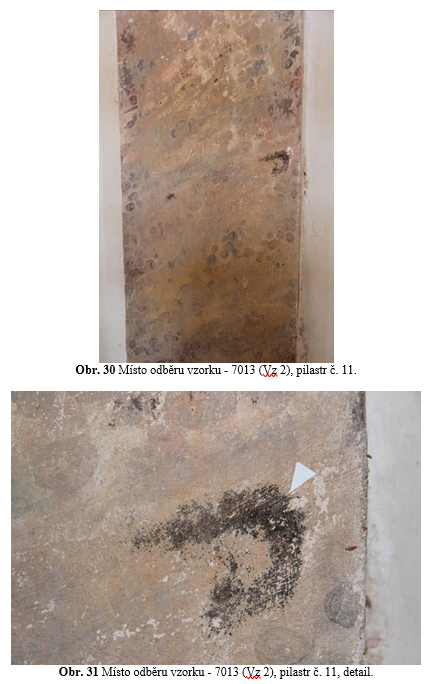 Obr. 30 Místo odběru vzorku - 7013 (Vz 2), pilastr č. 11.
Obr. 31 Místo odběru vzorku - 7013 (Vz 2), pilastr č. 11, detail.